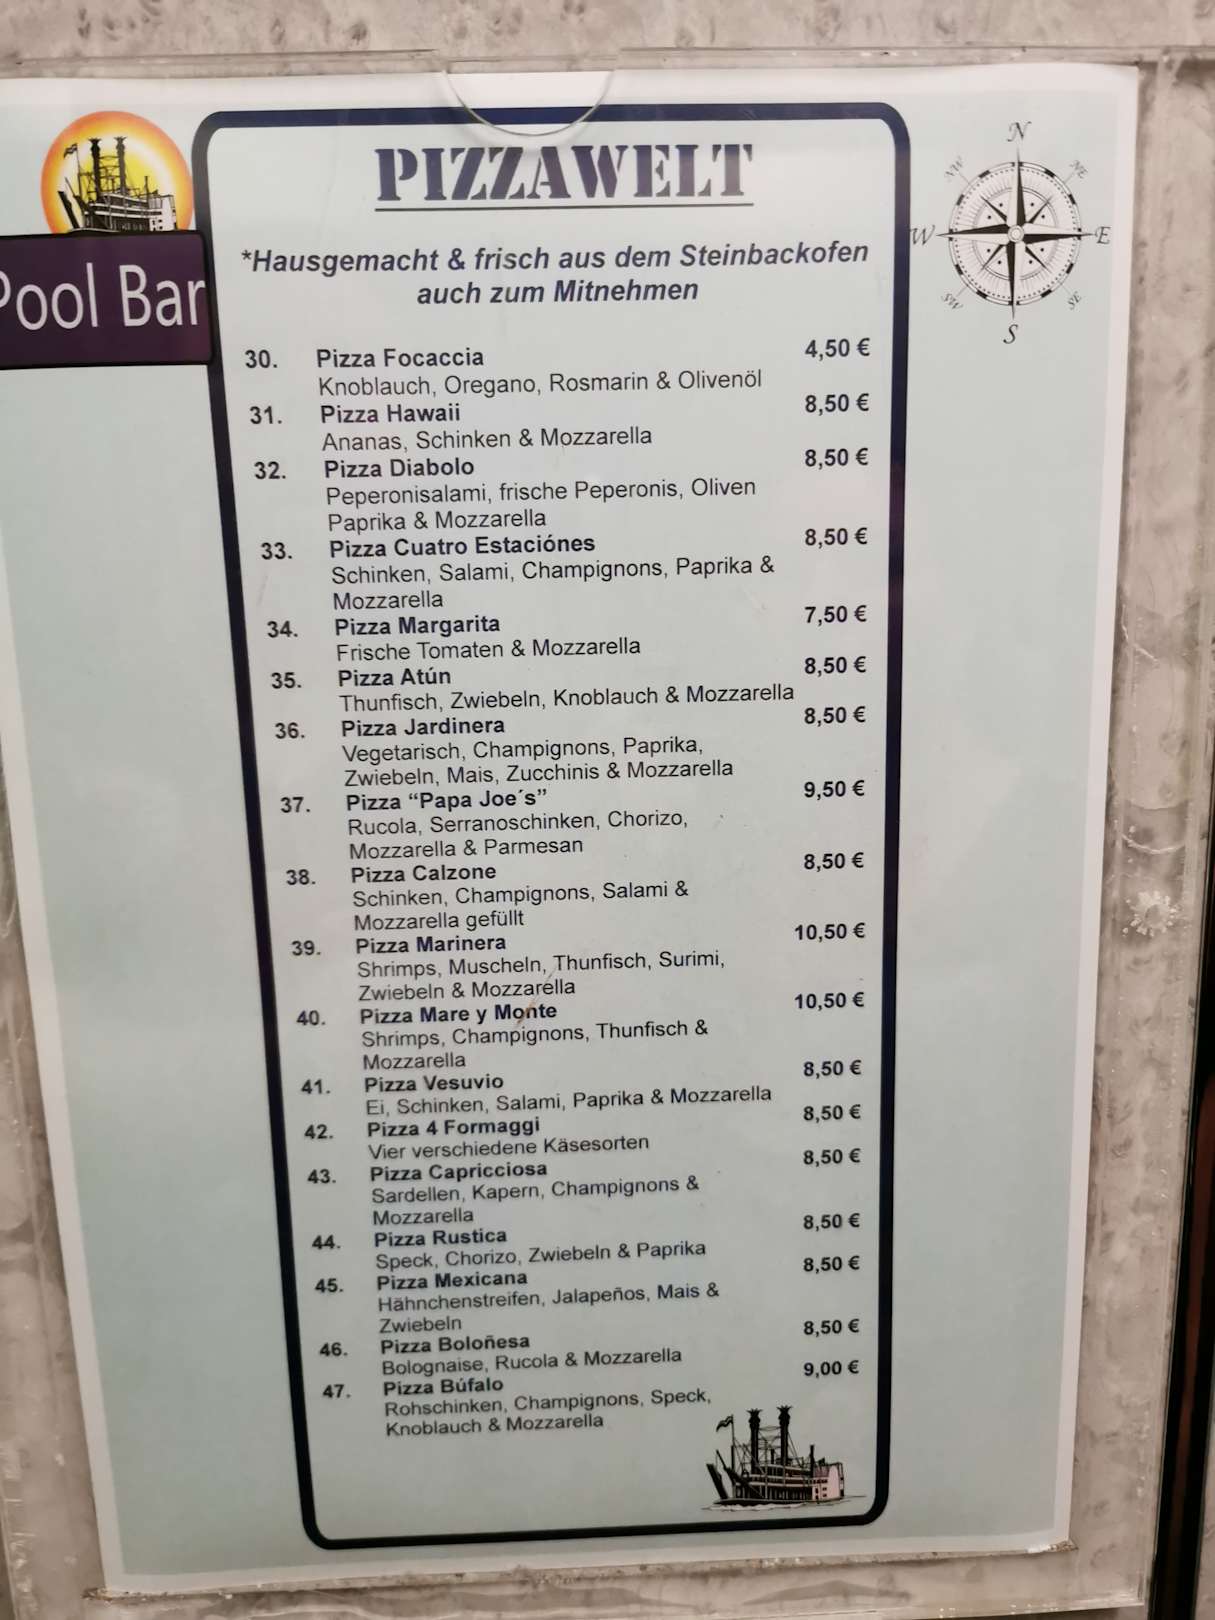 PIZZAWELT
*Hausgemacht & frisch aus dem Steinbackofen
auch zum Mitnehmen
Pool Bar
N
NW
NE
W
E
SW
SE
S
30. Pizza Focaccia 4,50 €
Knoblauch, Oregano, Rosmarin & Olivenöl
31. Pizza Hawaii 8,50 €
Ananas, Schinken & Mozzarella
32. Pizza Diabolo 8,50 €
Peperonisalami, frische Peperonis, Oliven
Paprika & Mozzarella
33. Pizza Cuatro Estaciónes 8,50 €
Schinken, Salami, Champignons, Paprika &
Mozzarella
34. Pizza Margarita 7,50 €
Frische Tomaten & Mozzarella
35. Pizza Atún 8,50 €
Thunfisch, Zwiebeln, Knoblauch & Mozzarella
36. Pizza Jardinera 8,50 €
Vegetarisch, Champignons, Paprika,
Zwiebeln, Mais, Zucchinis & Mozzarella
37. Pizza “Papa Joe´s” 9,50 €
Rucola, Serranoschinken, Chorizo,
Mozzarella & Parmesan
38. Pizza Calzone 8,50 €
Schinken, Champignons, Salami &
Mozzarella gefüllt
39. Pizza Marinera 10,50 €
Shrimps, Muscheln, Thunfisch, Surimi,
Zwiebeln & Mozzarella
40. Pizza Mare y Monte 10,50 €
Shrimps, Champignons, Thunfisch &
Mozzarella
41. Pizza Vesuvio 8,50 €
Ei, Schinken, Salami, Paprika & Mozzarella
42. Pizza 4 Formaggi 8,50 €
Vier verschiedene Käsesorten
43. Pizza Capricciosa 8,50 €
Sardellen, Kapern, Champignons &
Mozzarella
44. Pizza Rustica 8,50 €
Speck, Chorizo, Zwiebeln & Paprika
45. Pizza Mexicana 8,50 €
Hähnchenstreifen, Jalapeños, Mais &
Zwiebeln
46. Pizza Boloñesa 8,50 €
Bolognaise, Rucola & Mozzarella
47. Pizza Búfalo 9,00 €
Rohschinken, Champignons, Speck,
Knoblauch & Mozzarella